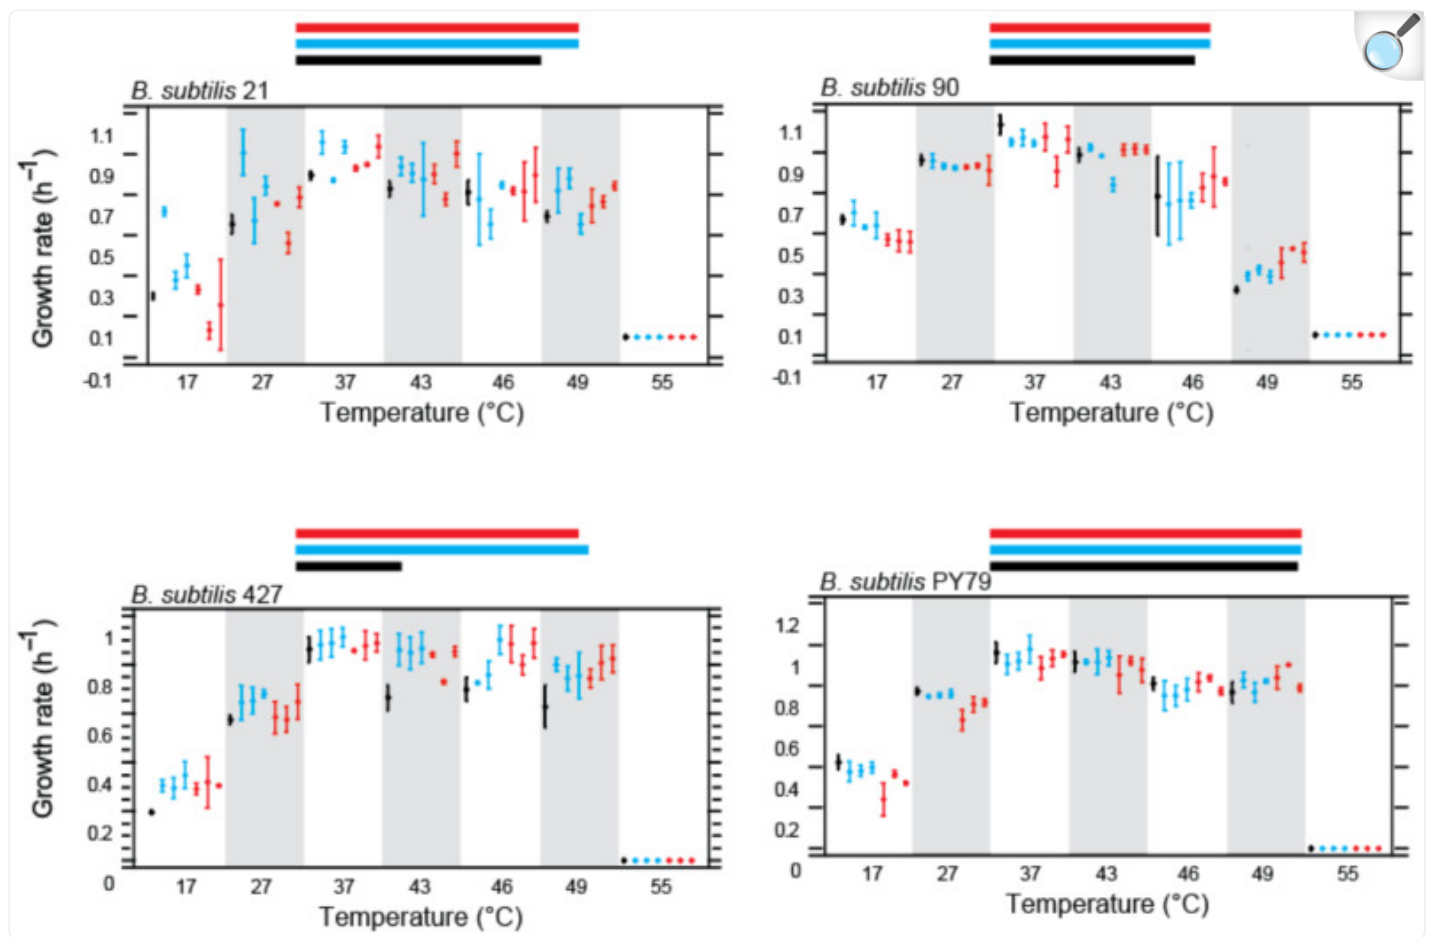 B. subtilis 21
Growth rate (h⁻¹)
1.1
0.9
0.7
0.5
0.3
0.1
-0.1
17 27 37 43 46 49 55
Temperature (°C)
B. subtilis 90
1.1
0.9
0.7
0.5
0.3
0.1
-0.1
17 27 37 43 46 49 55
Temperature (°C)
B. subtilis 427
Growth rate (h⁻¹)
1
0.8
0.6
0.4
0.2
0
17 27 37 43 46 49 55
Temperature (°C)
B. subtilis PY79
12
1
0.8
0.6
0.4
0.2
0
17 27 37 43 46 49 55
Temperature (°C)